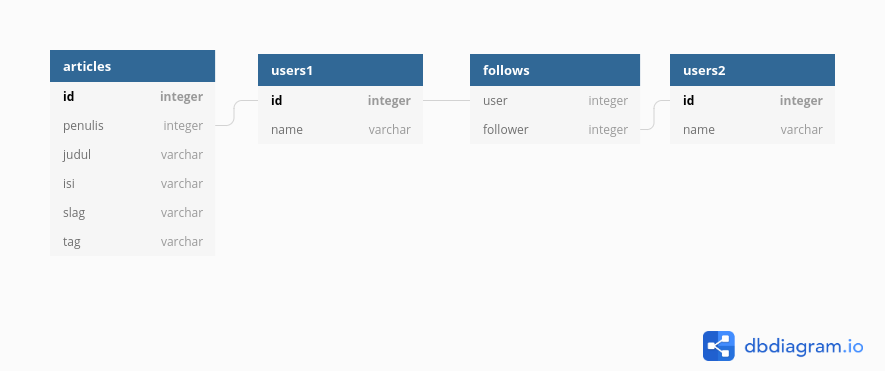 articles
id integer
penulis integer
judul varchar
isi varchar
slag varchar
tag varchar
users1
id integer
name varchar
follows
user integer
follower integer
users2
id integer
name varchar
dbdiagram.io